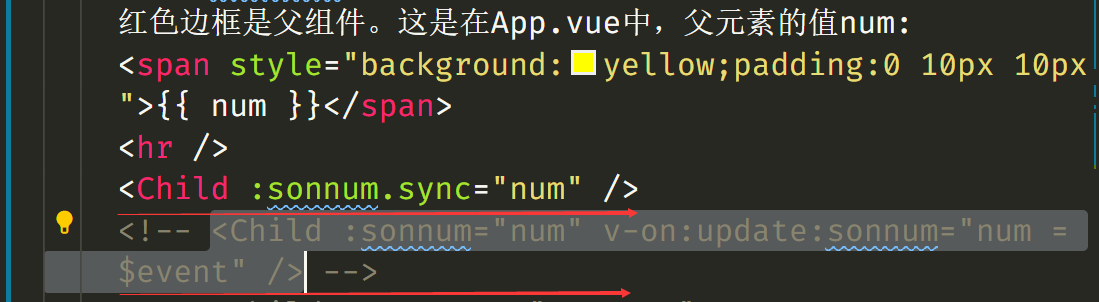 红色边框是父组件。这是在App.vue中，父元素的值num:
<span style="background:yellow;padding:0 10px 10px
">{{ num }}</span>
<hr />
<Child :sonnum.sync="num" />
<!-- <Child :sonnum="num" v-on:update:sonnum="num =
$event" /> -->